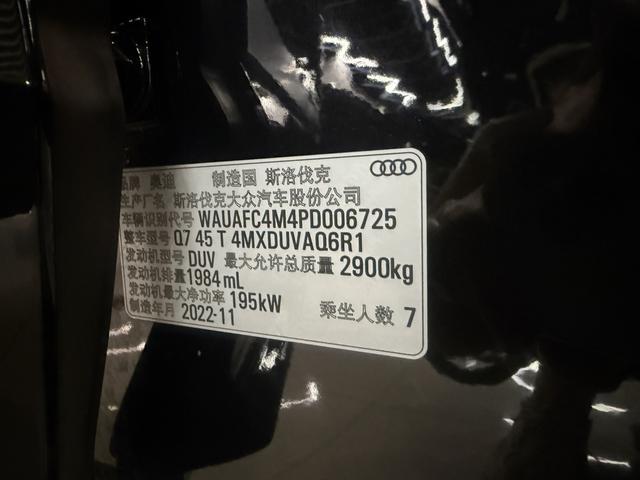 品牌 奥迪 制造国 斯洛伐克
生产厂名 斯洛伐克大众汽车股份公司
车辆识别代号 WAUAFC4M4PD006725
整车型号 Q7 45 T 4MXDUVAQ6R1
发动机型号 DUV 最大允许总质量 2900kg
发动机排量 1984 mL
发动机最大净功率 195kW
制造年月 2022-11 乘坐人数 7